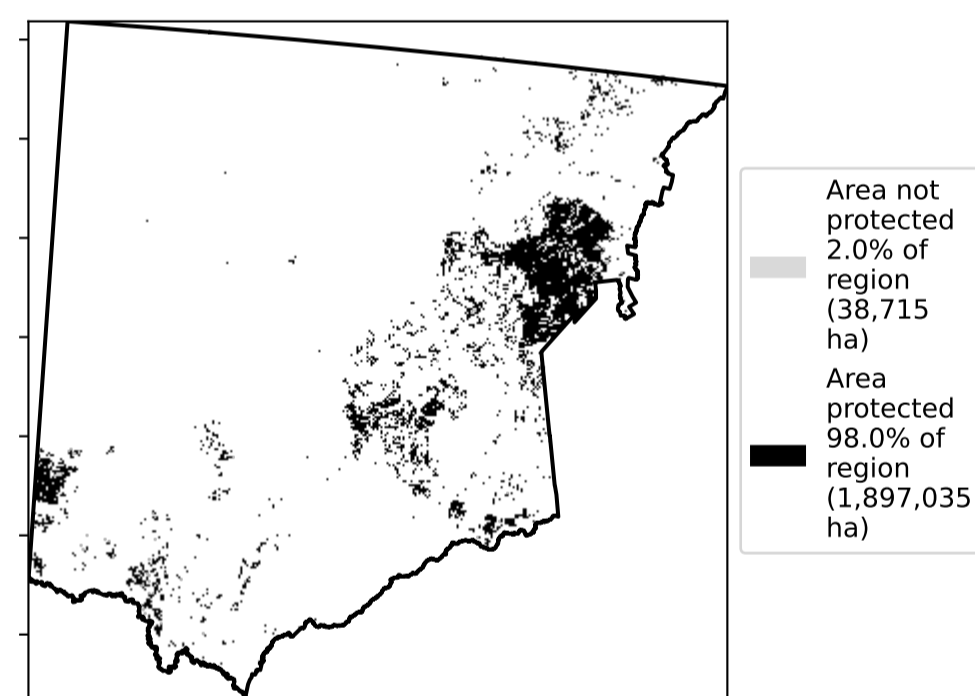 Area not
protected
2.0% of
region
(38,715
ha)
Area
protected
98.0% of
region
(1,897,035
ha)